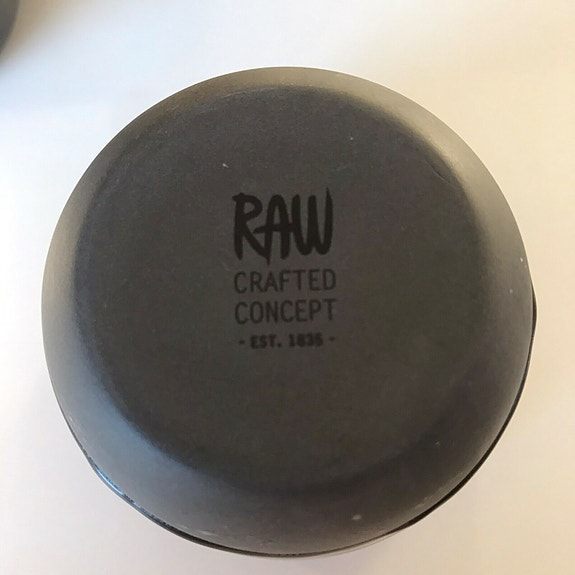 RAW
CRAFTED
CONCEPT
- EST. 1835 -